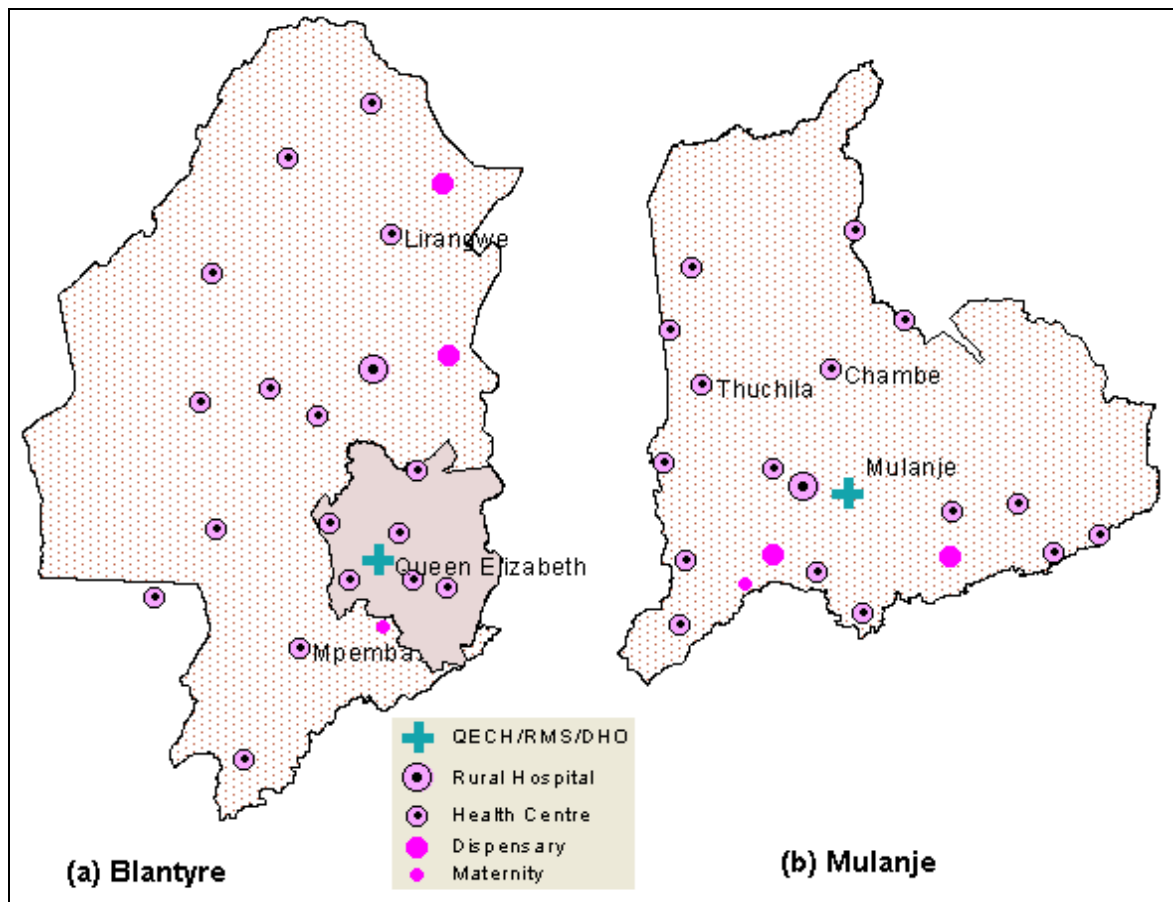 Lirangwe
Queen Elizabeth
Mpemba
Thuchila
Chambe
Mulanje
QECH/RMS/DHO
Rural Hospital
Health Centre
Dispensary
Maternity
(a) Blantyre
(b) Mulanje